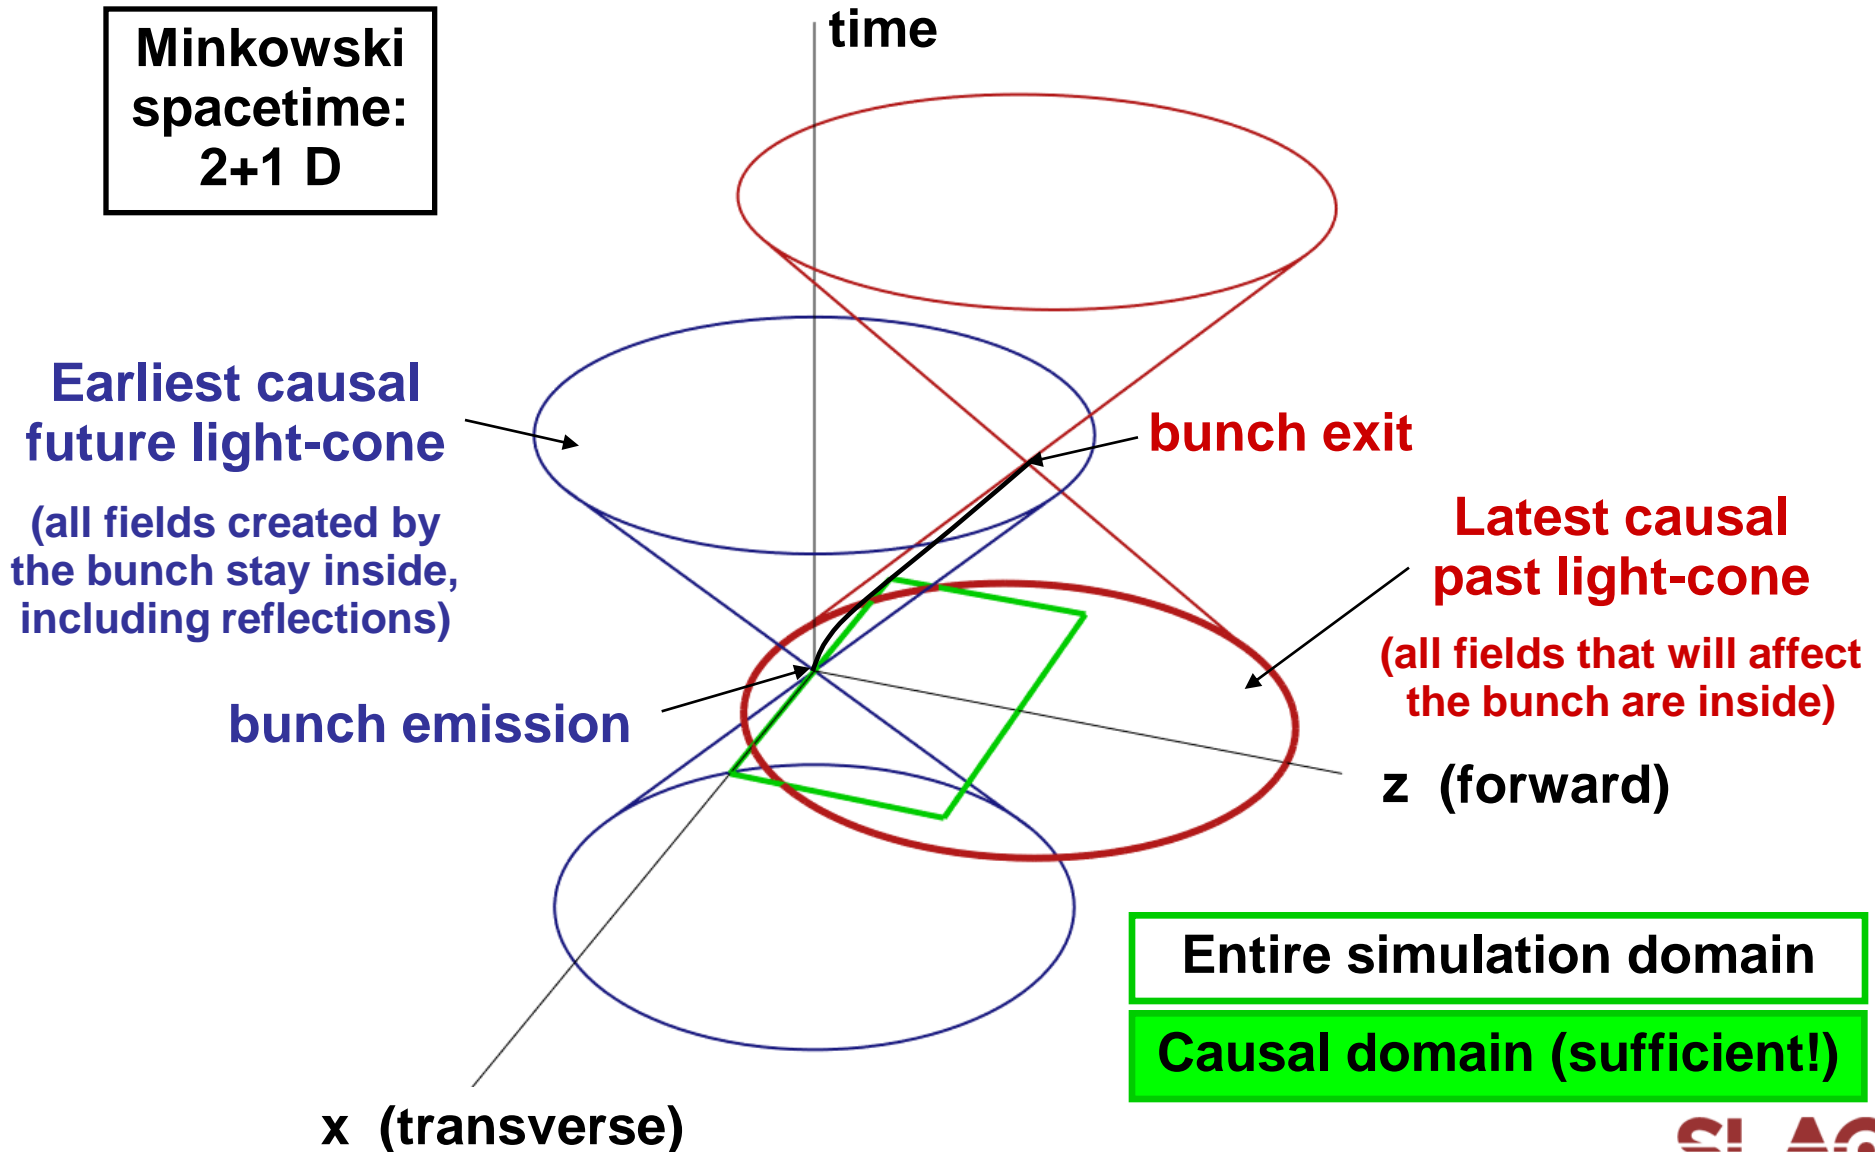 Minkowski
spacetime:
2+1 D
time
Earliest causal
future light-cone
(all fields created by
the bunch stay inside,
including reflections)
bunch exit
Latest causal
past light-cone
(all fields that will affect
the bunch are inside)
bunch emission
z (forward)
x (transverse)
Entire simulation domain
Causal domain (sufficient!)